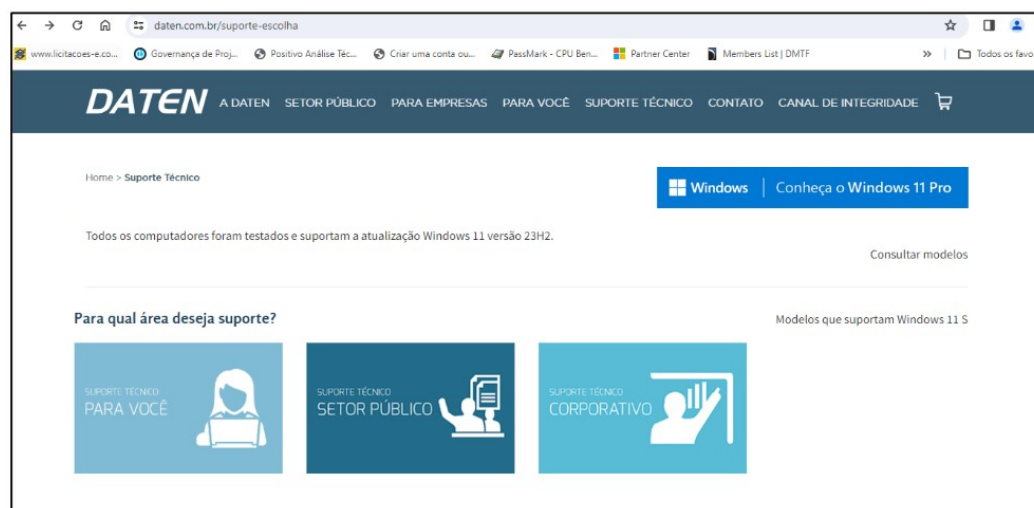 daten.com.br/suporte-escolha
www.licitacoes-e.co... Governança de Proj... Positivo Análise Téc... Criar uma conta ou... PassMark - CPU Ben... Partner Center Members List | DMTF » Todos os favo
DATEN A DATEN SETOR PÚBLICO PARA EMPRESAS PARA VOCÊ SUPORTE TÉCNICO CONTATO CANAL DE INTEGRIDADE
Home > Suporte Técnico
Windows | Conheça o Windows 11 Pro
Todos os computadores foram testados e suportam a atualização Windows 11 versão 23H2.
Consultar modelos
Para qual área deseja suporte?
Modelos que suportam Windows 11 S
SUPORTE TÉCNICO
PARA VOCÊ
SUPORTE TÉCNICO
SETOR PÚBLICO
SUPORTE TÉCNICO
CORPORATIVO